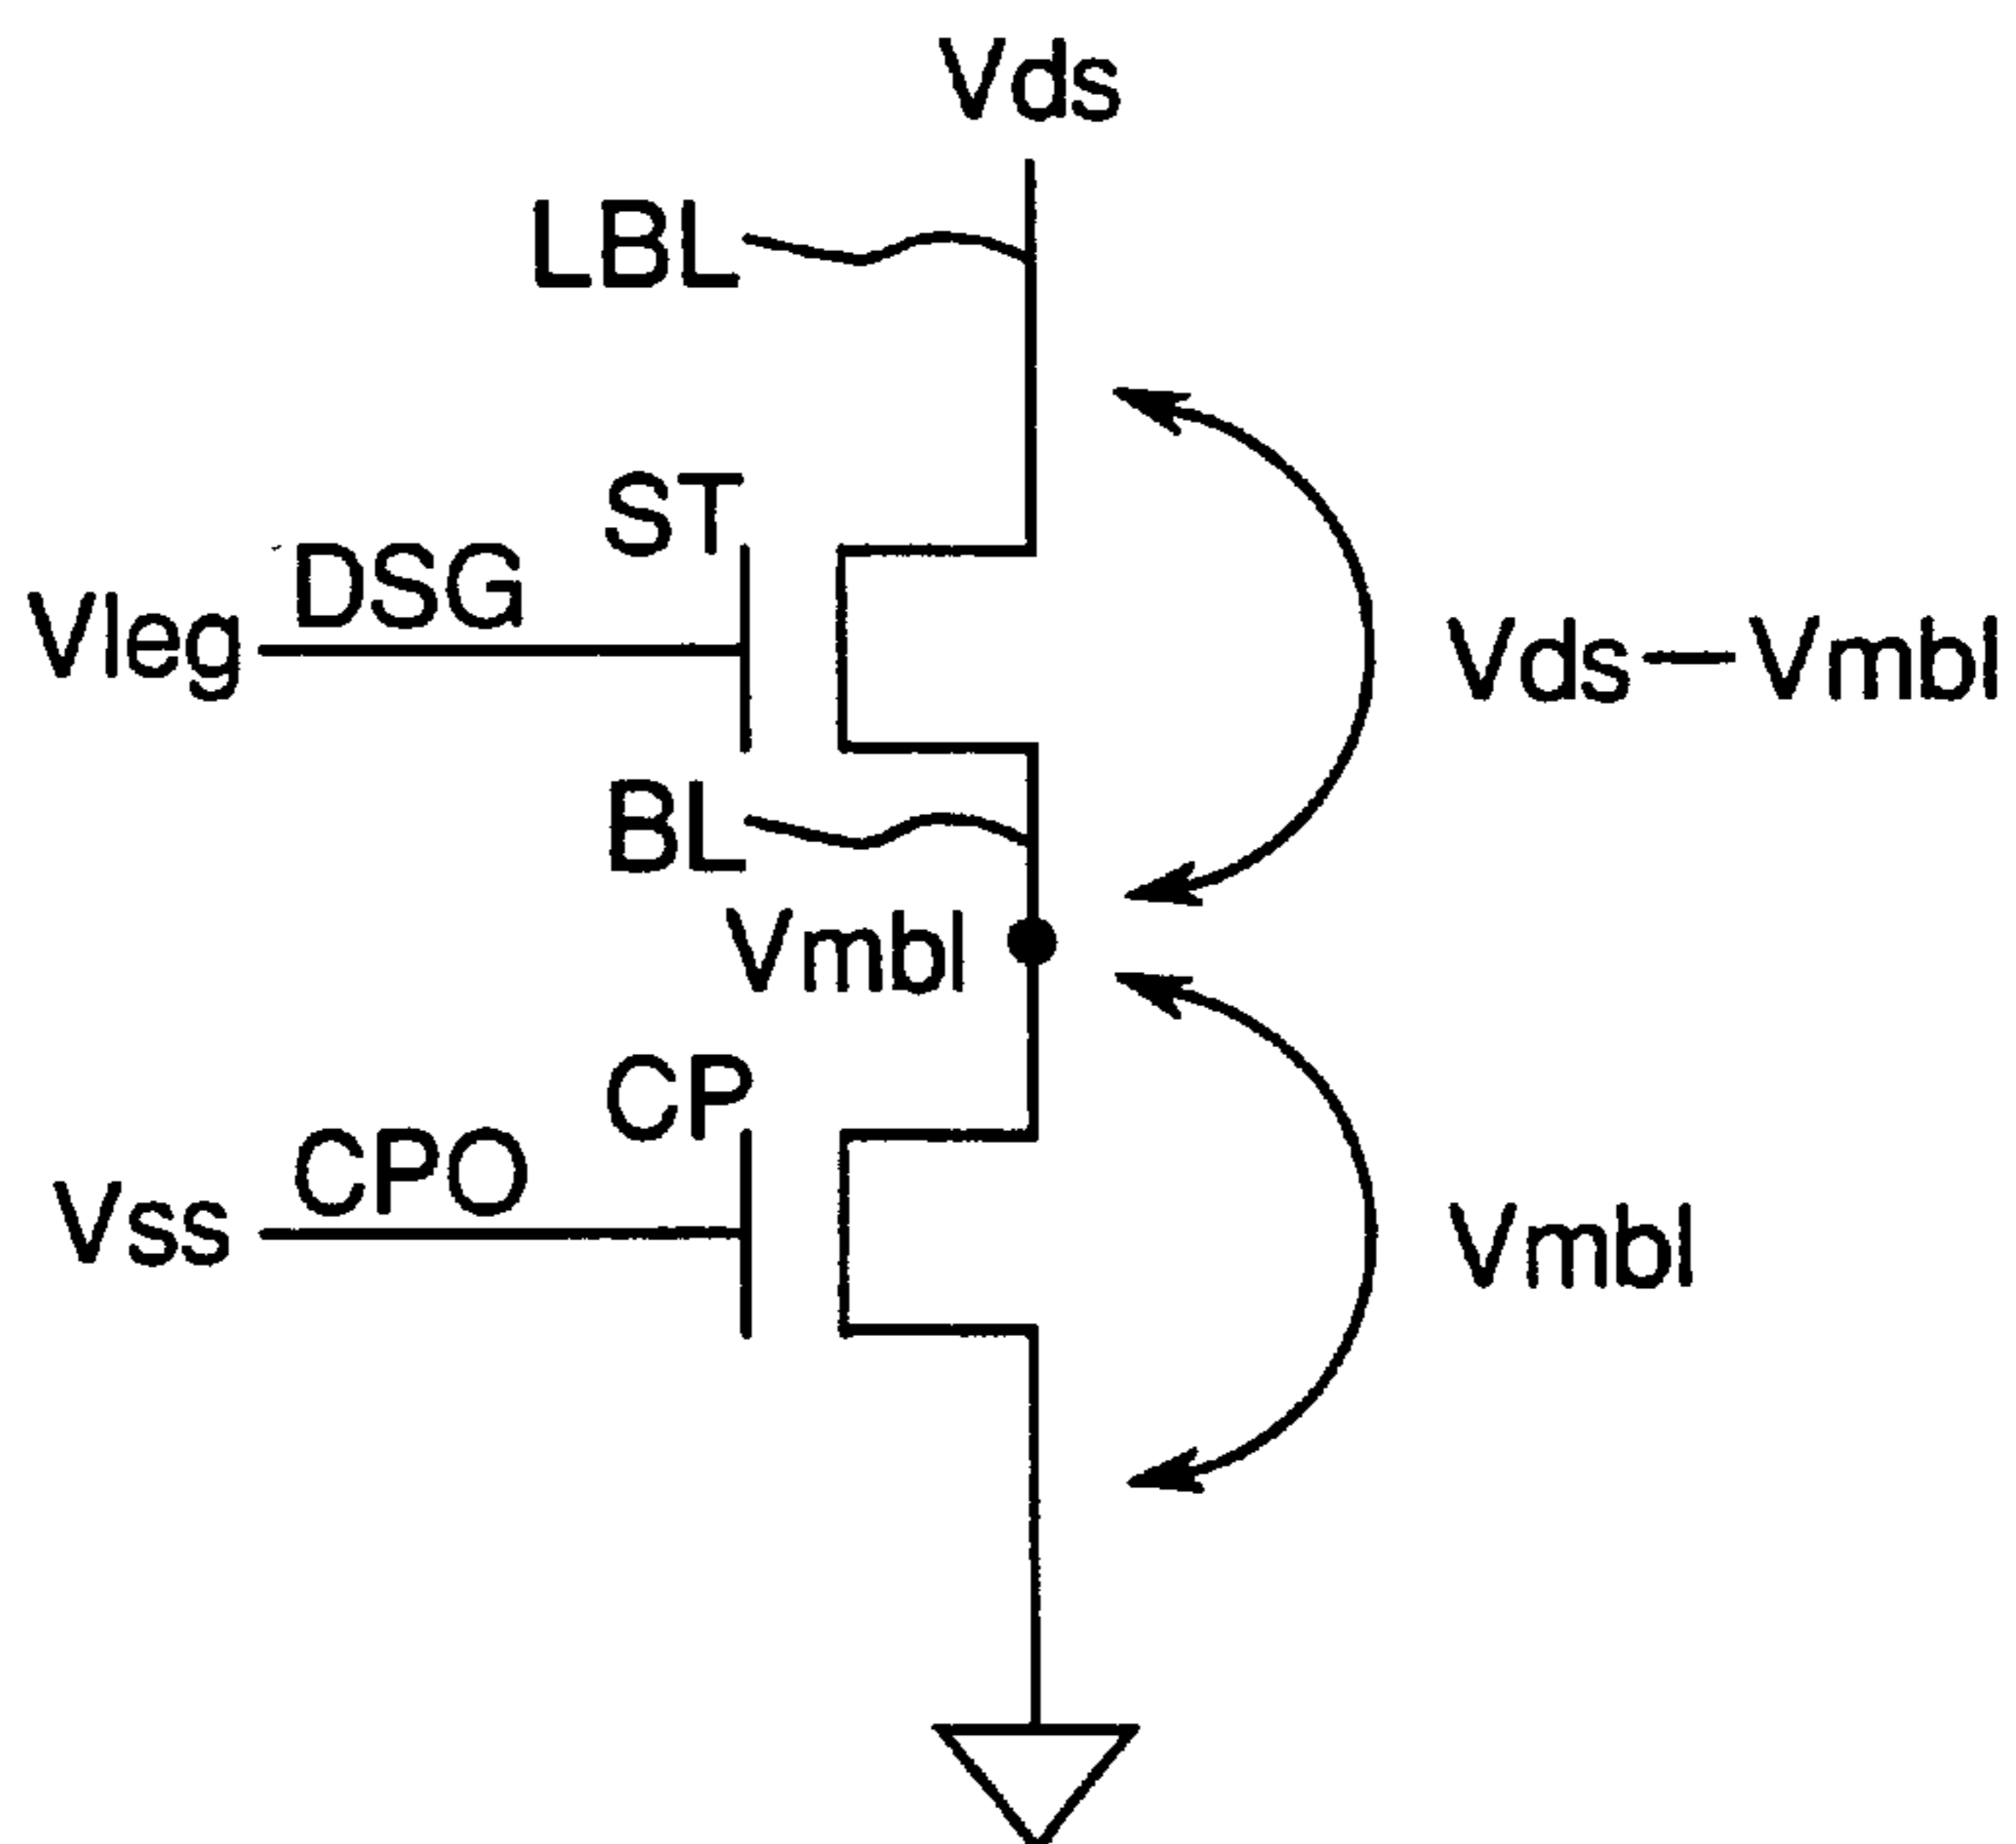 Vds
LBL
ST
DSG
Vleg
Vds—Vmbl
BL
Vmbl
CP
CPO
Vss
Vmbl